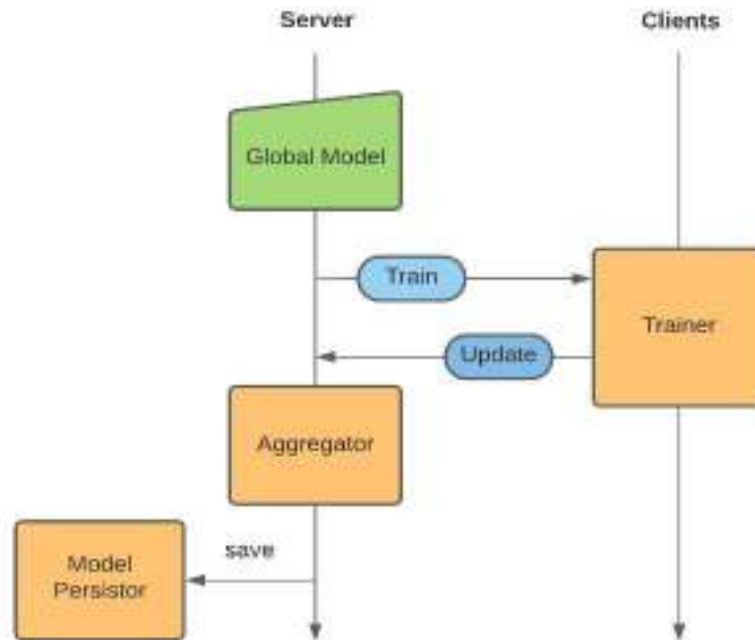 Server
Clients
Global Model
Train
Trainer
Update
Aggregator
save
Model
Persistor